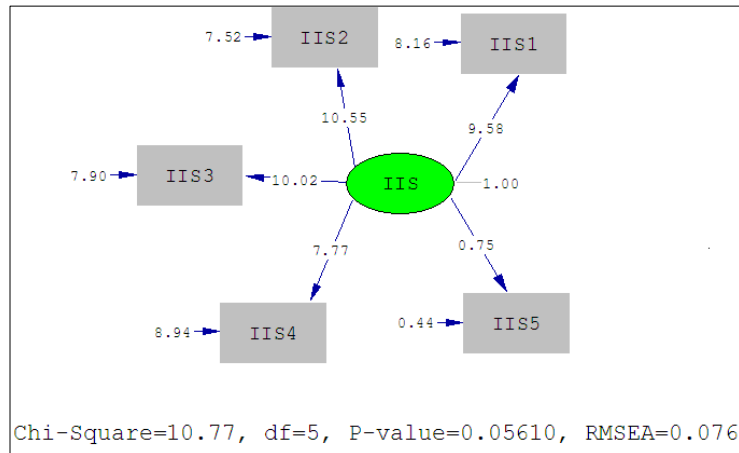 7.52 IIS2
8.16 IIS1
10.55
9.58
7.90 IIS3
10.02
IIS
1.00
7.77
0.75
8.94 IIS4
0.44 IIS5
Chi-Square=10.77, df=5, P-value=0.05610, RMSEA=0.076